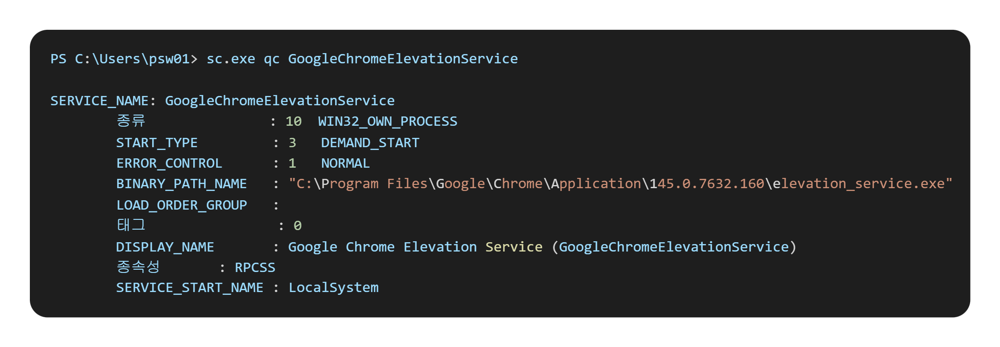 PS C:\Users\psw01> sc.exe qc GoogleChromeElevationService
SERVICE_NAME: GoogleChromeElevationService
종류 : 10 WIN32_OWN_PROCESS
START_TYPE : 3 DEMAND_START
ERROR_CONTROL : 1 NORMAL
BINARY_PATH_NAME : "C:\Program Files\Google\Chrome\Application\145.0.7632.160\elevation_service.exe"
LOAD_ORDER_GROUP :
태그 : 0
DISPLAY_NAME : Google Chrome Elevation Service (GoogleChromeElevationService)
종속성 : RPCSS
SERVICE_START_NAME : LocalSystem